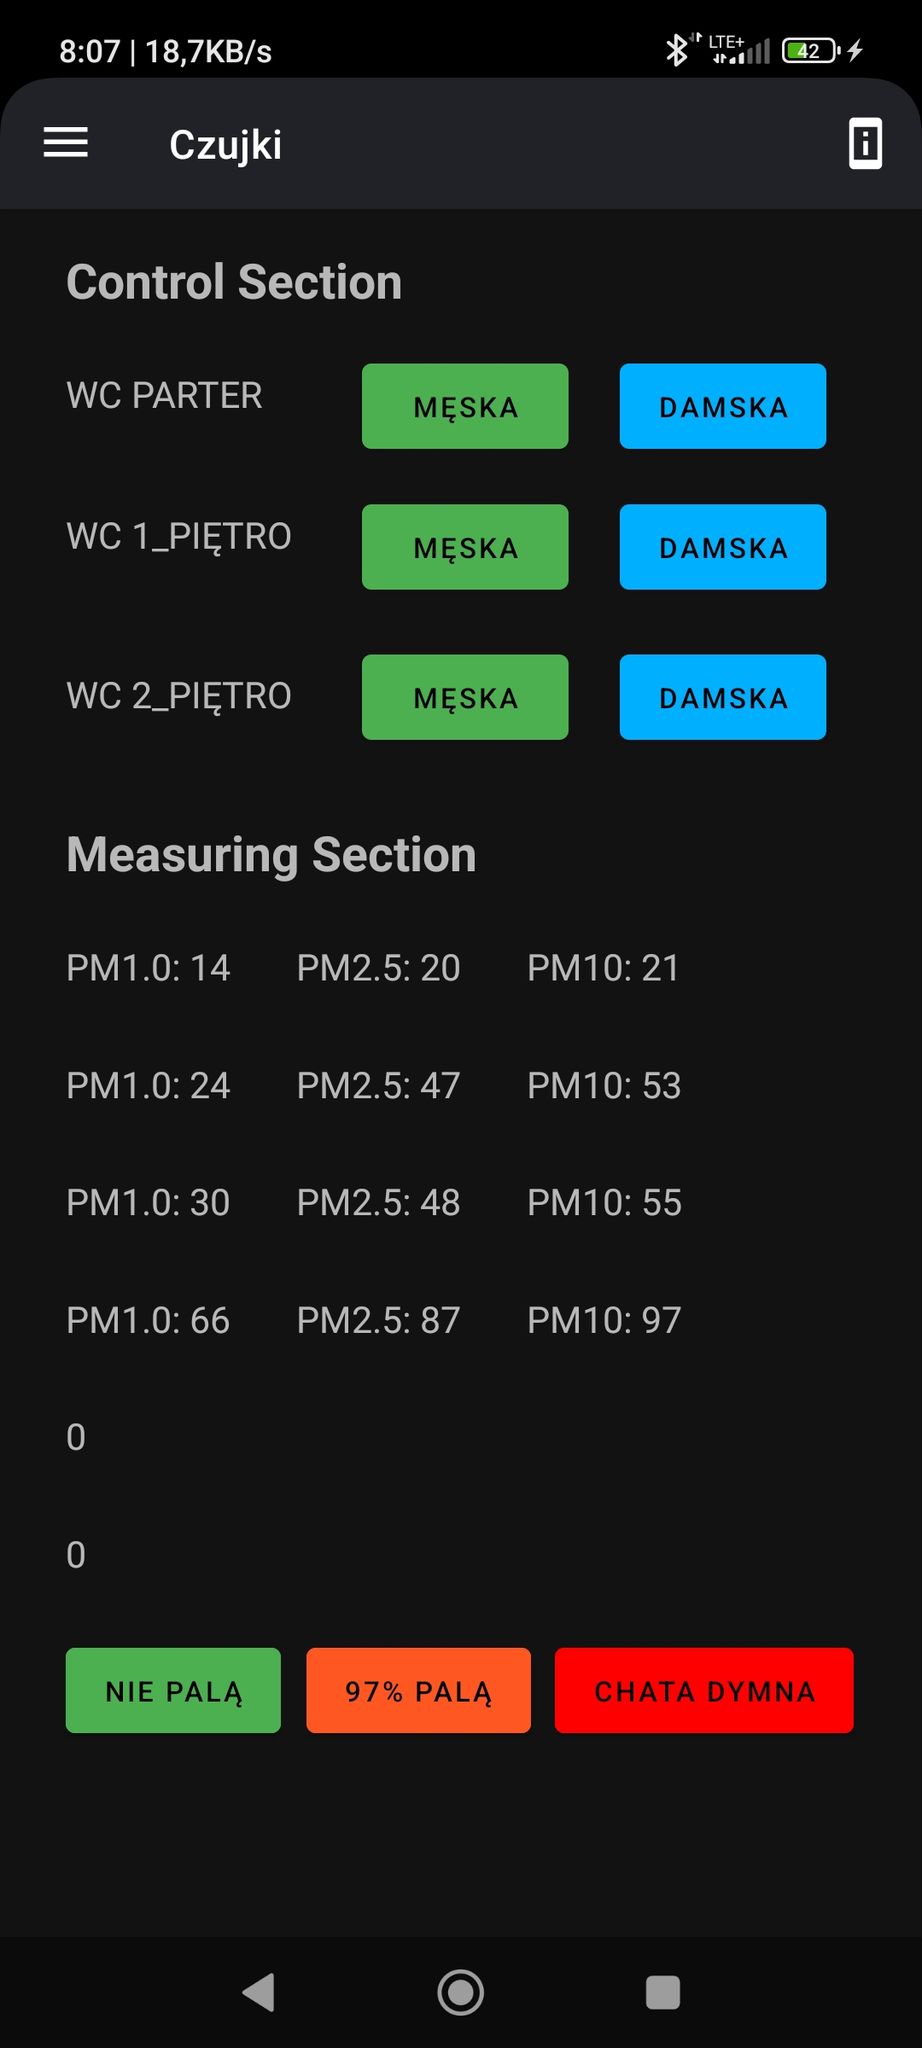 8:07 | 18,7KB/s LTE+ 42
Czujki
Control Section
WC PARTER MĘSKA DAMSKA
WC 1_PIĘTRO MĘSKA DAMSKA
WC 2_PIĘTRO MĘSKA DAMSKA
Measuring Section
PM1.0: 14 PM2.5: 20 PM10: 21
PM1.0: 24 PM2.5: 47 PM10: 53
PM1.0: 30 PM2.5: 48 PM10: 55
PM1.0: 66 PM2.5: 87 PM10: 97
0
0
NIE PALĄ 97% PALĄ CHATA DYMNA